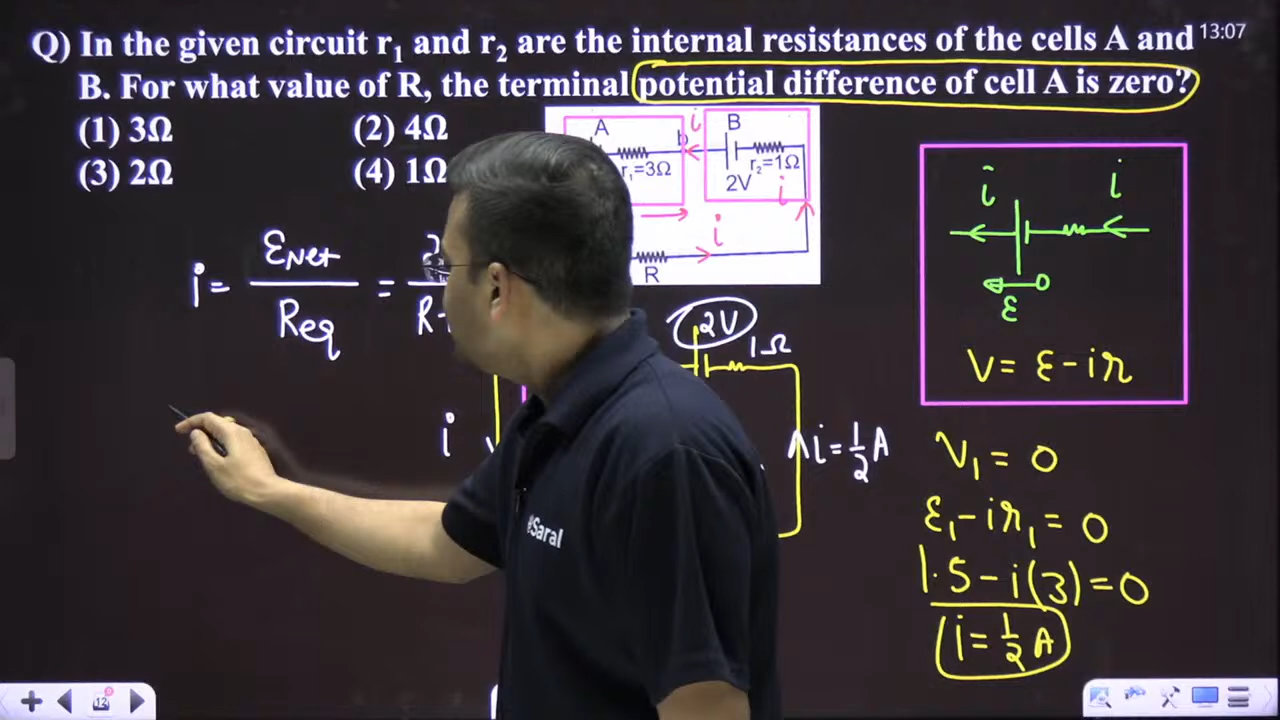 Q) In the given circuit r₁ and r₂ are the internal resistances of the cells A and
13:07
B. For what value of R, the terminal potential difference of cell A is zero?
(1) 3Ω
(2) 4Ω
(3) 2Ω
(4) 1Ω
A
b
i
B
r₁=3Ω
2V
r₂=1Ω
i
i
R
i = εNet / Req =
2V
1Ω
i
i = 1/2 A
i
i
ε
V = ε - ir
V₁ = 0
ε₁ - ir₁ = 0
1.5 - i(3) = 0
i = 1/2 A
eSaral
12